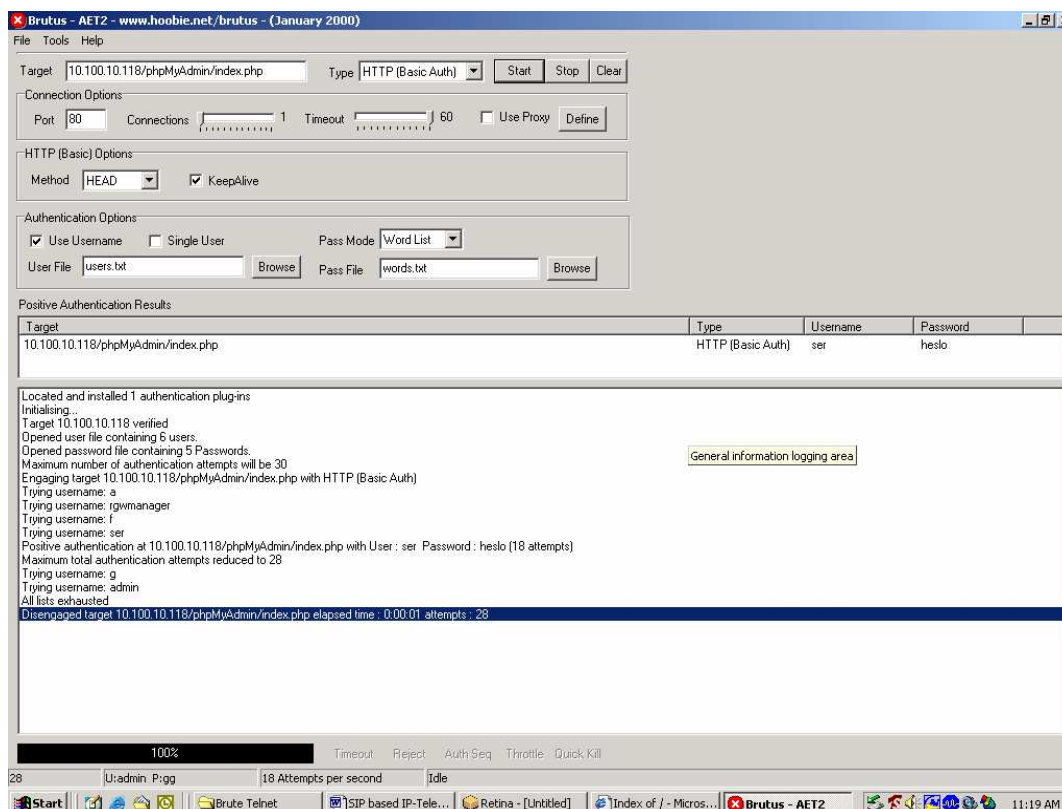 Brutus - AET2 - www.hoobie.net/brutus - (January 2000)
File Tools Help
Target 10.100.10.118/phpMyAdmin/index.php Type HTTP (Basic Auth) Start Stop Clear
Connection Options
Port 80 Connections 1 Timeout 60 Use Proxy Define
HTTP (Basic) Options
Method HEAD KeepAlive
Authentication Options
Use Username Single User Pass Mode Word List
User File users.txt Browse Pass File words.txt Browse
Positive Authentication Results
Target Type Username Password
10.100.10.118/phpMyAdmin/index.php HTTP (Basic Auth) ser heslo
Located and installed 1 authentication plug-ins
Initialising...
Target 10.100.10.118 verified
Opened user file containing 6 users.
Opened password file containing 5 Passwords.
General information logging area
Maximum number of authentication attempts will be 30
Engaging target 10.100.10.118/phpMyAdmin/index.php with HTTP (Basic Auth)
Trying username: a
Trying username: rgwmanager
Trying username: f
Trying username: ser
Positive authentication at 10.100.10.118/phpMyAdmin/index.php with User : ser Password : heslo (18 attempts)
Maximum total authentication attempts reduced to 28
Trying username: g
Trying username: admin
All lists exhausted
Disengaged target 10.100.10.118/phpMyAdmin/index.php elapsed time : 0:00:01 attempts : 28
100% Timeout Reject Auth Seq Throttle Quick Kill
28 U:admin P:gg 18 Attempts per second Idle
Start Brute Telnet SIP based IP-Tele... Retina - [Untitled] Index of / - Micros... Brutus - AET2 11:19 AM